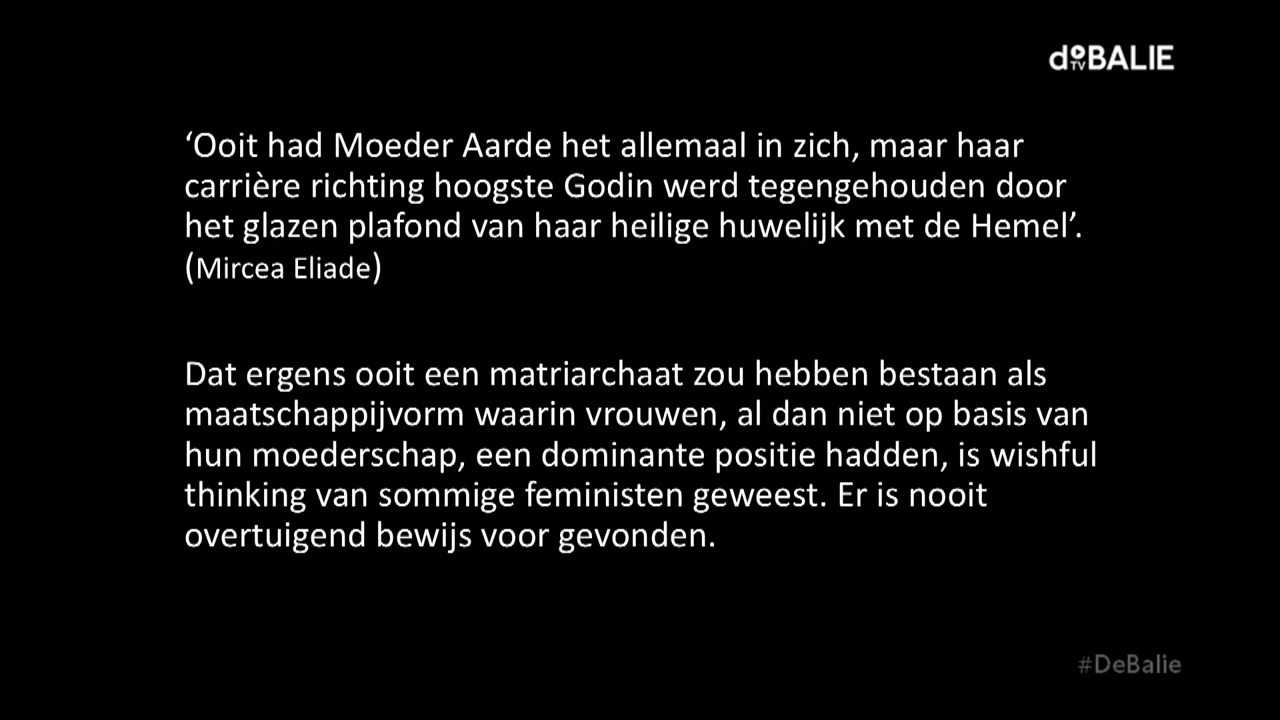 deBALIE
TV
‘Ooit had Moeder Aarde het allemaal in zich, maar haar
carrière richting hoogste Godin werd tegengehouden door
het glazen plafond van haar heilige huwelijk met de Hemel’.
(Mircea Eliade)
Dat ergens ooit een matriarchaat zou hebben bestaan als
maatschappijvorm waarin vrouwen, al dan niet op basis van
hun moederschap, een dominante positie hadden, is wishful
thinking van sommige feministen geweest. Er is nooit
overtuigend bewijs voor gevonden.
#DeBalie